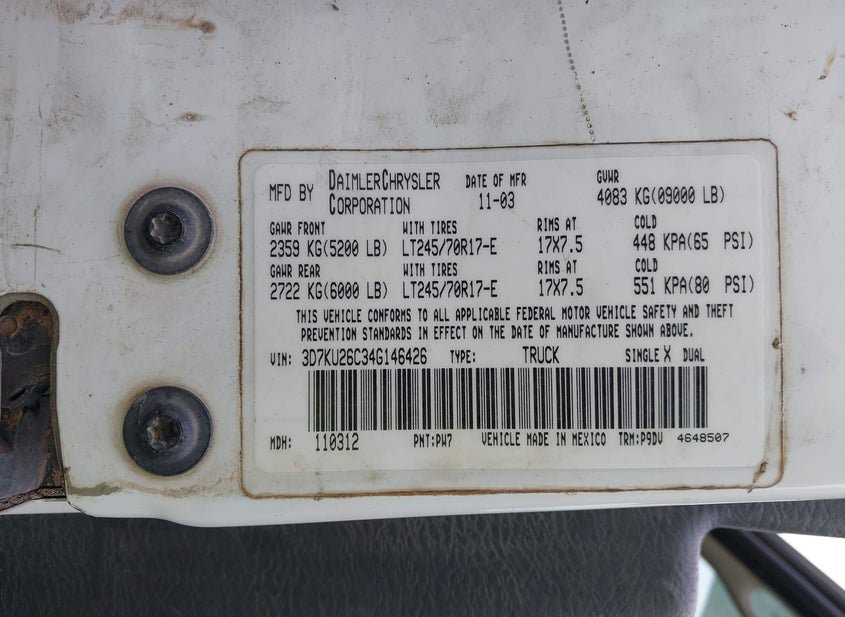 MFD BY DAIMLERCHRYSLER CORPORATION DATE OF MFR 11-03 GVWR 4083 KG(09000 LB)
GAWR FRONT WITH TIRES RIMS AT COLD
2359 KG(5200 LB) LT245/70R17-E 17X7.5 448 KPA(65 PSI)
GAWR REAR WITH TIRES RIMS AT COLD
2722 KG(6000 LB) LT245/70R17-E 17X7.5 551 KPA(80 PSI)
THIS VEHICLE CONFORMS TO ALL APPLICABLE FEDERAL MOTOR VEHICLE SAFETY AND THEFT
PREVENTION STANDARDS IN EFFECT ON THE DATE OF MANUFACTURE SHOWN ABOVE.
VIN: 3D7KU26C34G146426 TYPE: TRUCK SINGLE X DUAL
MDH: 110312 PNT:PW7 VEHICLE MADE IN MEXICO TRM:P9DV 4648507